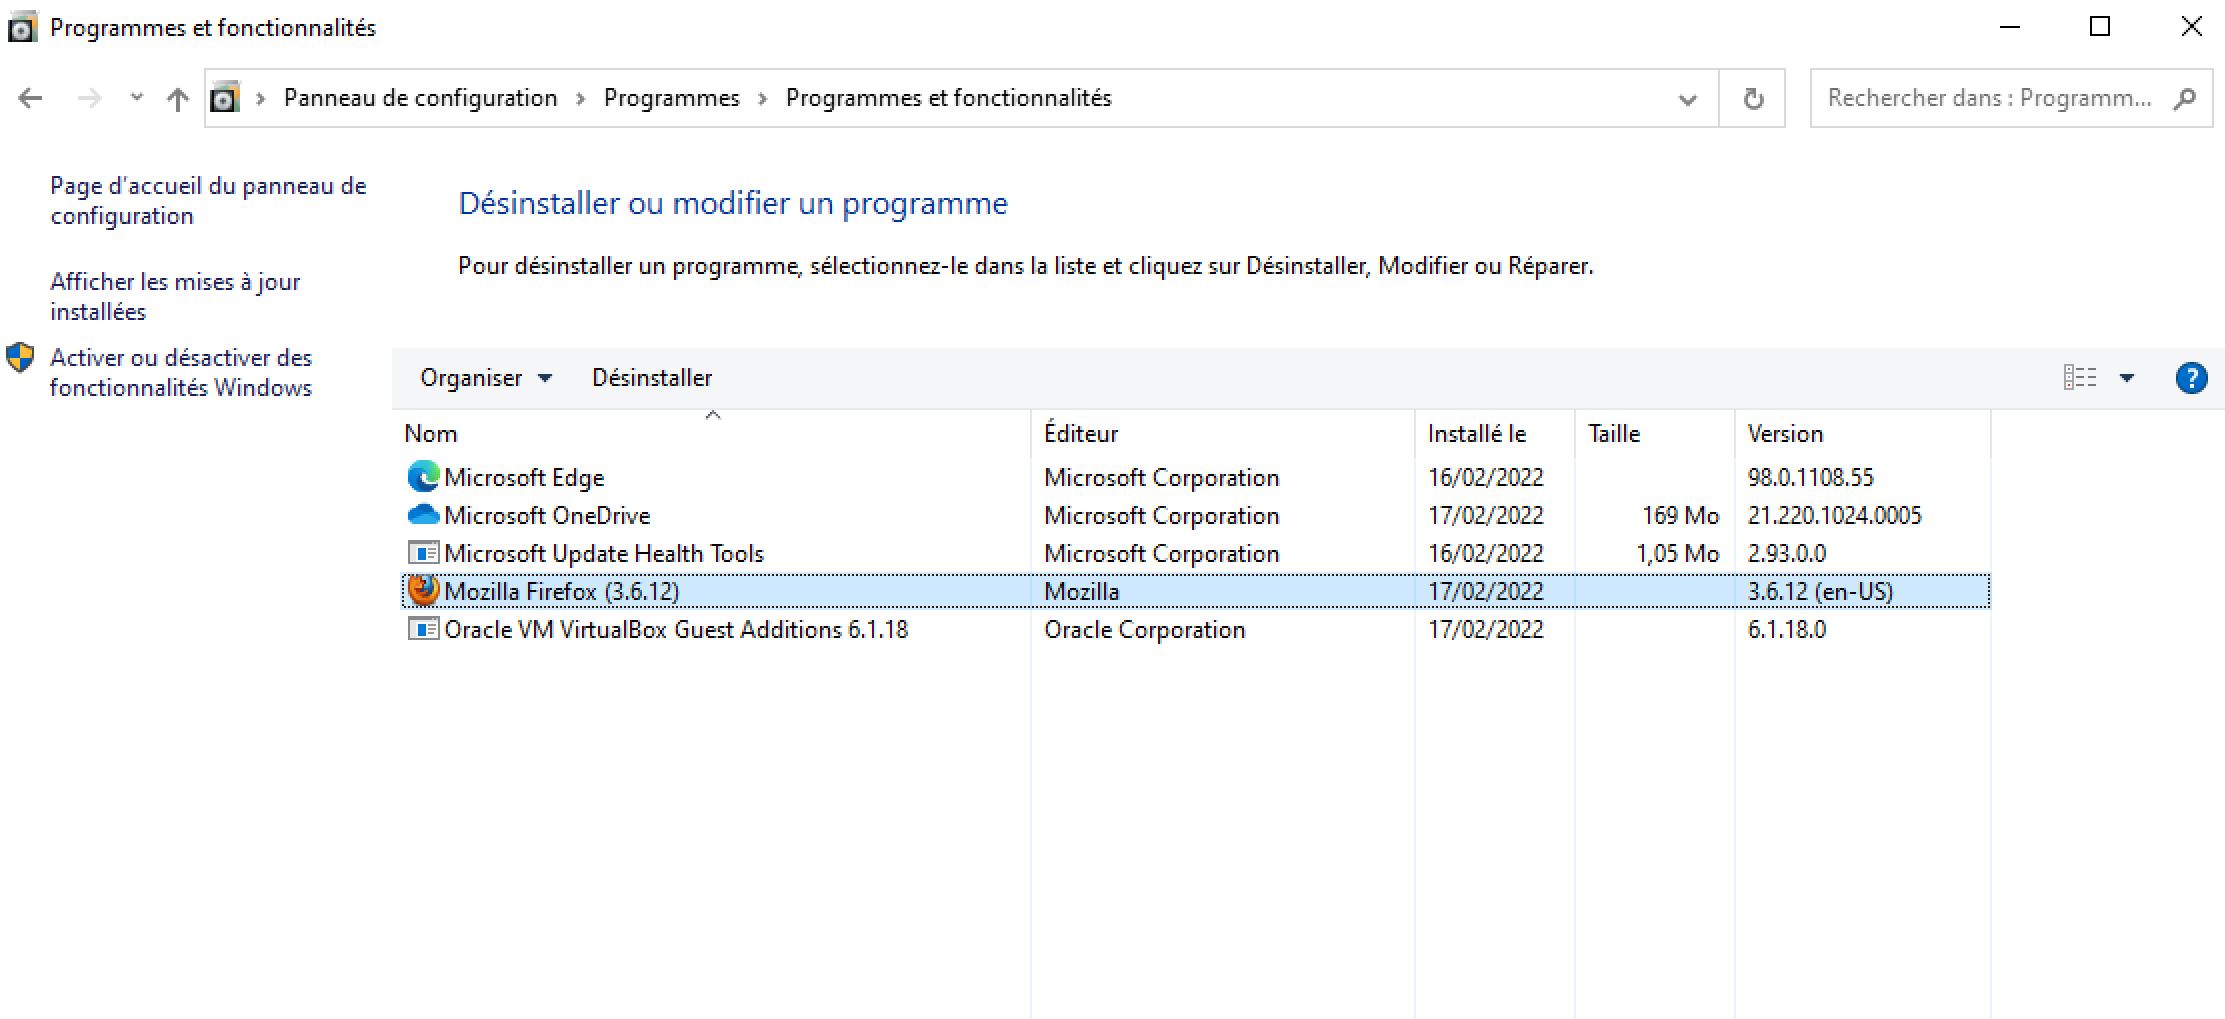 Programmes et fonctionnalités
Panneau de configuration > Programmes > Programmes et fonctionnalités
Rechercher dans : Programm...
Page d'accueil du panneau de
configuration
Afficher les mises à jour
installées
Activer ou désactiver des
fonctionnalités Windows
Désinstaller ou modifier un programme
Pour désinstaller un programme, sélectionnez-le dans la liste et cliquez sur Désinstaller, Modifier ou Réparer.
Organiser Désinstaller ?
Nom Éditeur Installé le Taille Version
Microsoft Edge Microsoft Corporation 16/02/2022 98.0.1108.55
Microsoft OneDrive Microsoft Corporation 17/02/2022 169 Mo 21.220.1024.0005
Microsoft Update Health Tools Microsoft Corporation 16/02/2022 1,05 Mo 2.93.0.0
Mozilla Firefox (3.6.12) Mozilla 17/02/2022 3.6.12 (en-US)
Oracle VM VirtualBox Guest Additions 6.1.18 Oracle Corporation 17/02/2022 6.1.18.0